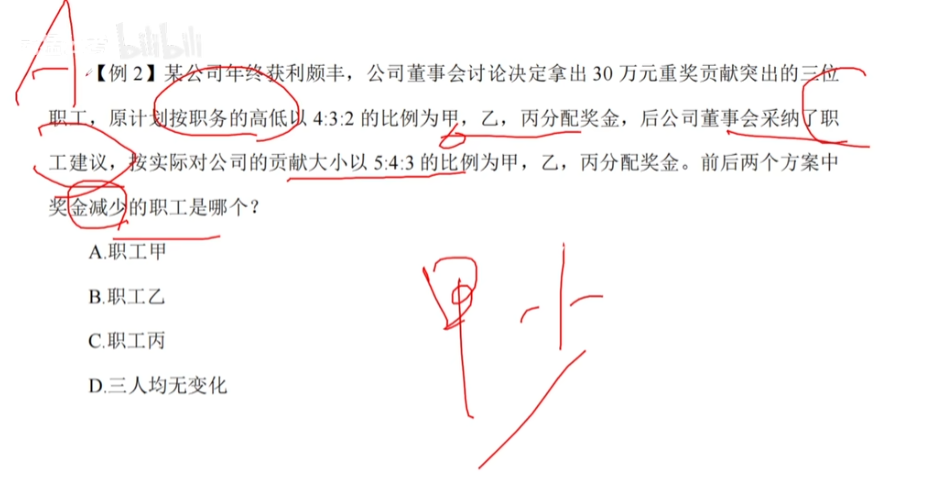 A
bilibili
【例 2】某公司年终获利颇丰，公司董事会讨论决定拿出 30 万元重奖贡献突出的三位
职工，原计划按职务的高低以 4:3:2 的比例为甲，乙，丙分配奖金，后公司董事会采纳了职
工建议，按实际对公司的贡献大小以 5:4:3 的比例为甲，乙，丙分配奖金。前后两个方案中
奖金减少的职工是哪个？
A.职工甲
B.职工乙
C.职工丙
D.三人均无变化
甲少